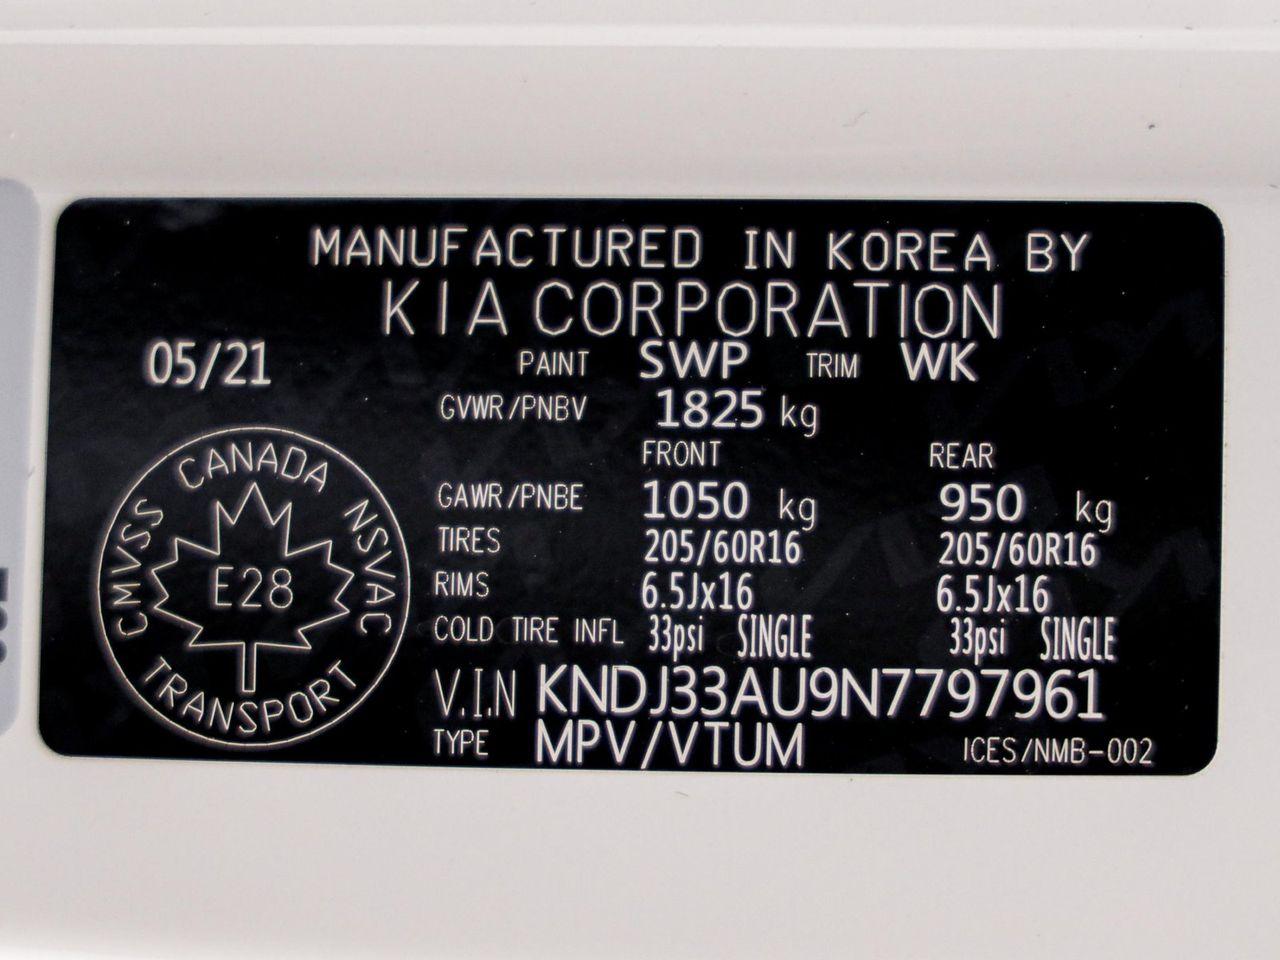 MANUFACTURED IN KOREA BY
KIA CORPORATION
05/21 PAINT SWP TRIM WK
GVWR/PNBV 1825 kg
FRONT REAR
GAWR/PNBE 1050 kg 950 kg
TIRES 205/60R16 205/60R16
RIMS 6.5Jx16 6.5Jx16
COLD TIRE INFL 33psi SINGLE 33psi SINGLE
V.I.N KNDJ33AU9N7797961
TYPE MPV/VTUM ICES/NMB-002
CMVSS CANADA NSVAC
E28
TRANSPORT